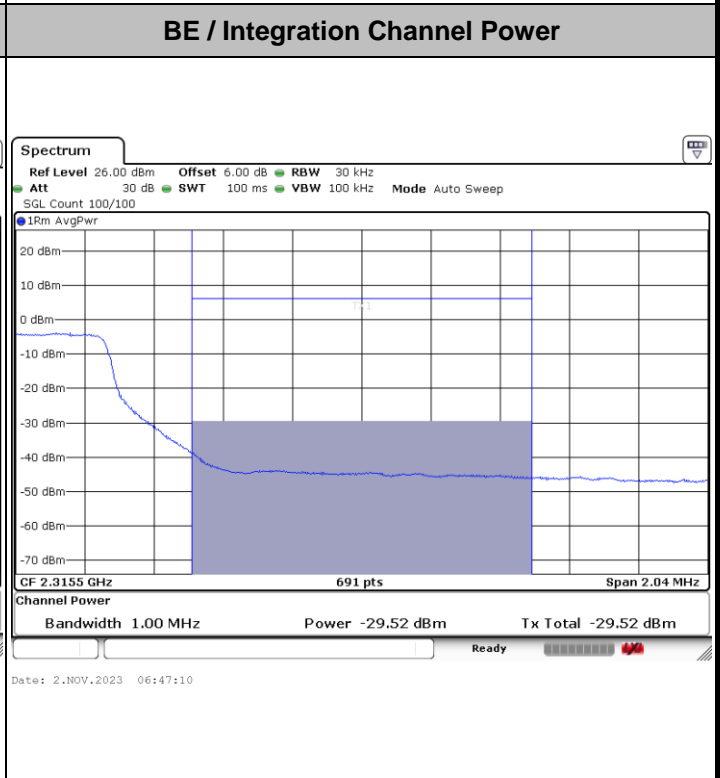 BE / Integration Channel Power
Spectrum
Ref Level 26.00 dBm Offset 6.00 dB RBW 30 kHz
Att 30 dB SWT 100 ms VBW 100 kHz Mode Auto Sweep
SGL Count 100/100
1Rm AvgPwr
20 dBm
10 dBm
TX1
0 dBm
-10 dBm
-20 dBm
-30 dBm
-40 dBm
-50 dBm
-60 dBm
-70 dBm
CF 2.3155 GHz 691 pts Span 2.04 MHz
Channel Power
Bandwidth 1.00 MHz Power -29.52 dBm Tx Total -29.52 dBm
Ready
Date: 2.NOV.2023 06:47:10